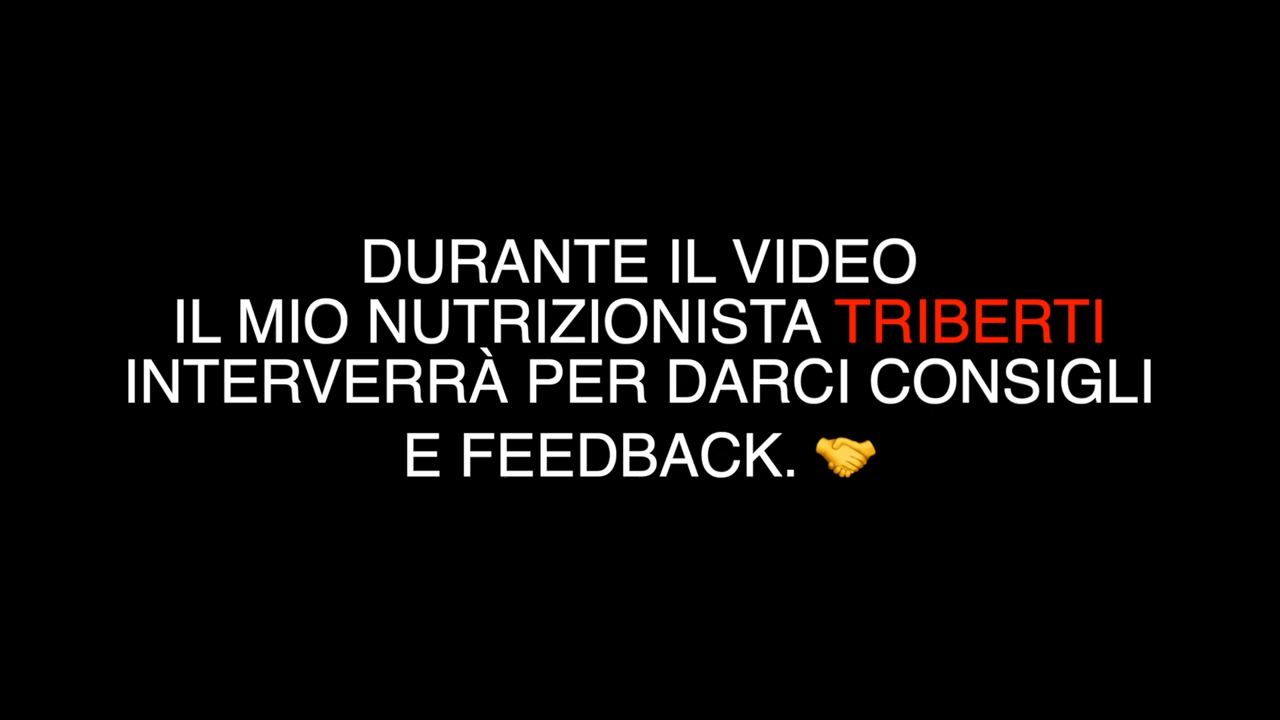 DURANTE IL VIDEO
IL MIO NUTRIZIONISTA TRIBERTI
INTERVERRÀ PER DARCI CONSIGLI
E FEEDBACK. 🤝